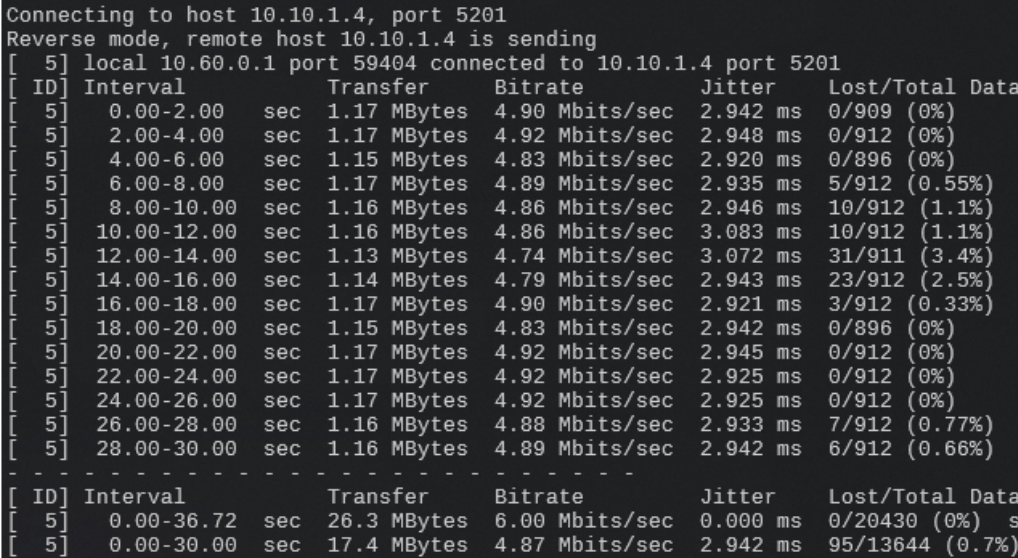 Connecting to host 10.10.1.4, port 5201
Reverse mode, remote host 10.10.1.4 is sending
[  5] local 10.60.0.1 port 59404 connected to 10.10.1.4 port 5201
[ ID] Interval           Transfer     Bitrate         Jitter    Lost/Total Data
[  5]   0.00-2.00   sec  1.17 MBytes  4.90 Mbits/sec  2.942 ms  0/909 (0%)
[  5]   2.00-4.00   sec  1.17 MBytes  4.92 Mbits/sec  2.948 ms  0/912 (0%)
[  5]   4.00-6.00   sec  1.15 MBytes  4.83 Mbits/sec  2.920 ms  0/896 (0%)
[  5]   6.00-8.00   sec  1.17 MBytes  4.89 Mbits/sec  2.935 ms  5/912 (0.55%)
[  5]   8.00-10.00  sec  1.16 MBytes  4.86 Mbits/sec  2.946 ms  10/912 (1.1%)
[  5]  10.00-12.00  sec  1.16 MBytes  4.86 Mbits/sec  3.083 ms  10/912 (1.1%)
[  5]  12.00-14.00  sec  1.13 MBytes  4.74 Mbits/sec  3.072 ms  31/911 (3.4%)
[  5]  14.00-16.00  sec  1.14 MBytes  4.79 Mbits/sec  2.943 ms  23/912 (2.5%)
[  5]  16.00-18.00  sec  1.17 MBytes  4.90 Mbits/sec  2.921 ms  3/912 (0.33%)
[  5]  18.00-20.00  sec  1.15 MBytes  4.83 Mbits/sec  2.942 ms  0/896 (0%)
[  5]  20.00-22.00  sec  1.17 MBytes  4.92 Mbits/sec  2.945 ms  0/912 (0%)
[  5]  22.00-24.00  sec  1.17 MBytes  4.92 Mbits/sec  2.925 ms  0/912 (0%)
[  5]  24.00-26.00  sec  1.17 MBytes  4.92 Mbits/sec  2.925 ms  0/912 (0%)
[  5]  26.00-28.00  sec  1.16 MBytes  4.88 Mbits/sec  2.933 ms  7/912 (0.77%)
[  5]  28.00-30.00  sec  1.16 MBytes  4.89 Mbits/sec  2.942 ms  6/912 (0.66%)
- - - - - - - - - - - - - - - - - - - - - - - - -
[ ID] Interval           Transfer     Bitrate         Jitter    Lost/Total Data
[  5]   0.00-36.72  sec  26.3 MBytes  6.00 Mbits/sec  0.000 ms  0/20430 (0%)  s
[  5]   0.00-30.00  sec  17.4 MBytes  4.87 Mbits/sec  2.942 ms  95/13644 (0.7%)